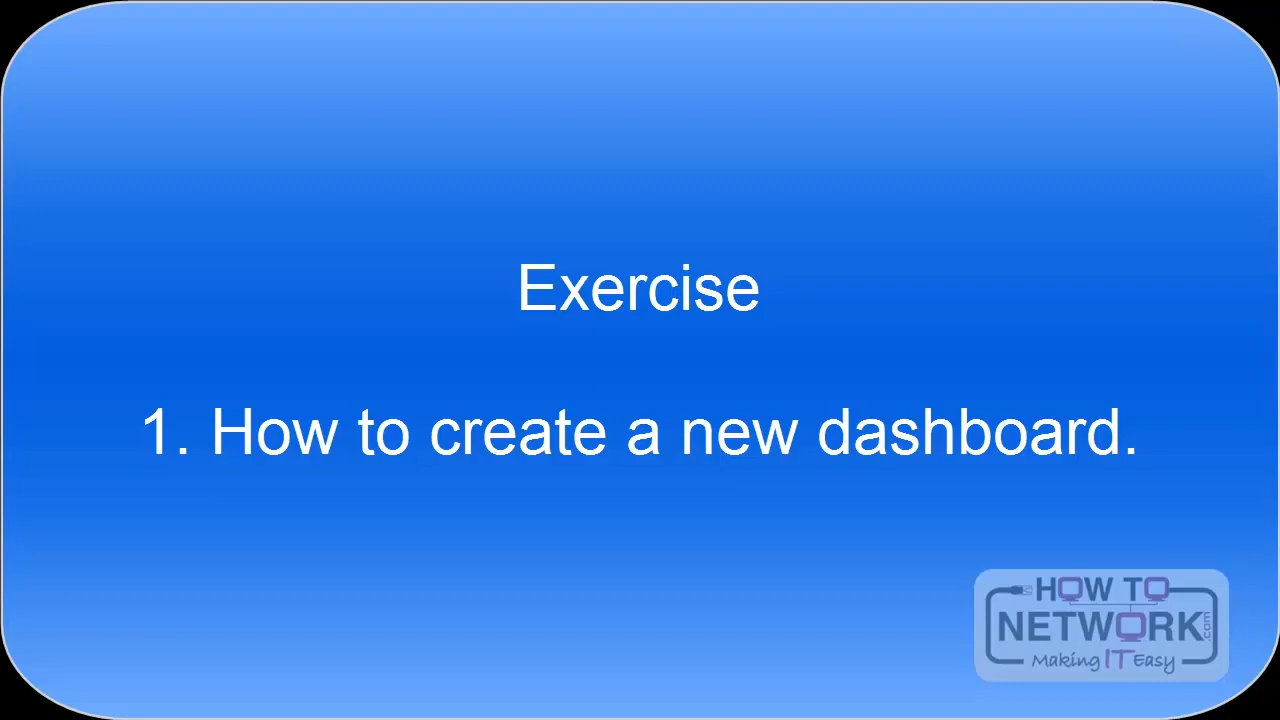 Exercise
1. How to create a new dashboard.
HOW TO
NETWORK.com
Making IT Easy